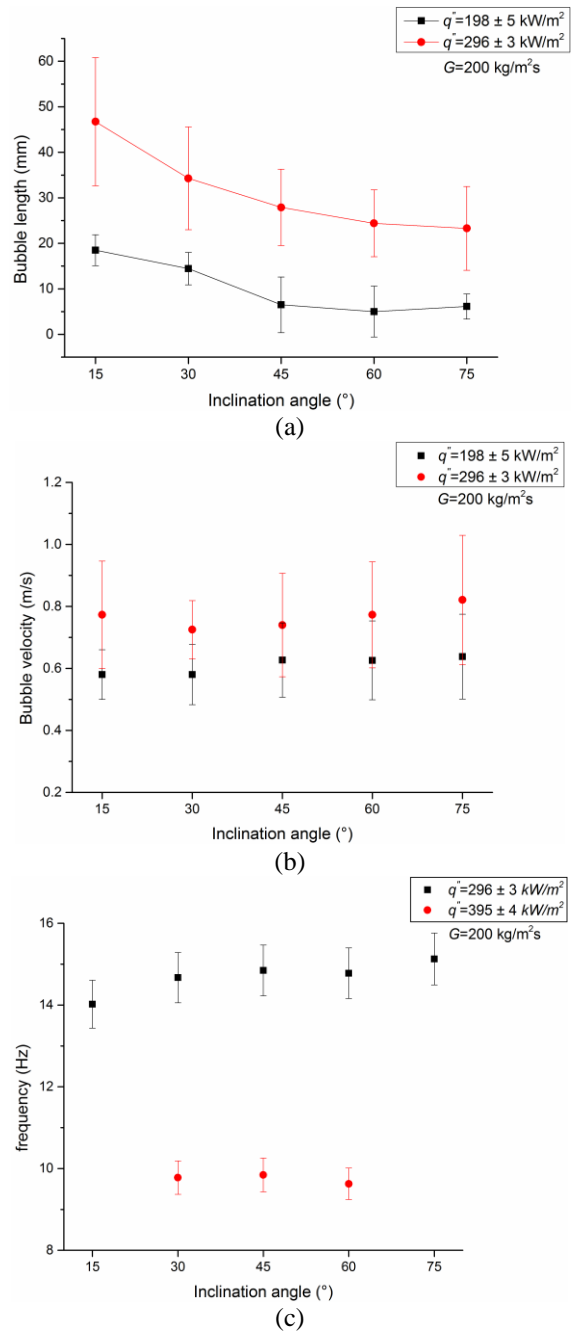 q"=198 ± 5 kW/m²
q"=296 ± 3 kW/m²
G=200 kg/m²s
60
50
40
30
20
10
0
Bubble length (mm)
15 30 45 60 75
Inclination angle (°)
(a)
q"=198 ± 5 kW/m²
q"=296 ± 3 kW/m²
G=200 kg/m²s
1.2
1.0
0.8
0.6
0.4
0.2
Bubble velocity (m/s)
15 30 45 60 75
Inclination angle (°)
(b)
q"=296 ± 3 kW/m²
q"=395 ± 4 kW/m²
G=200 kg/m²s
16
14
12
10
8
frequency (Hz)
15 30 45 60 75
Inclination angle (°)
(c)